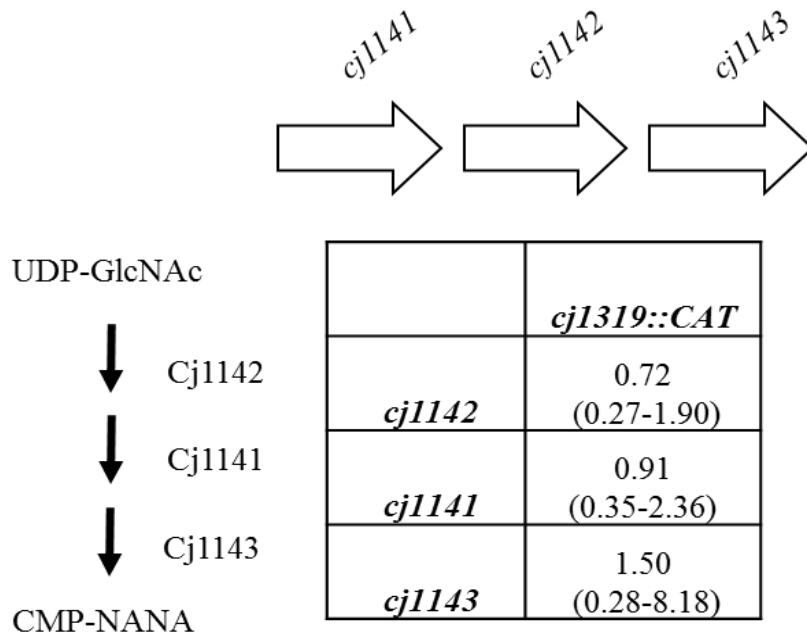 cj1141
cj1142
cj1143
UDP-GlcNAc
Cj1142
Cj1141
Cj1143
CMP-NANA
cj1319::CAT
cj1142
0.72
(0.27-1.90)
cj1141
0.91
(0.35-2.36)
cj1143
1.50
(0.28-8.18)